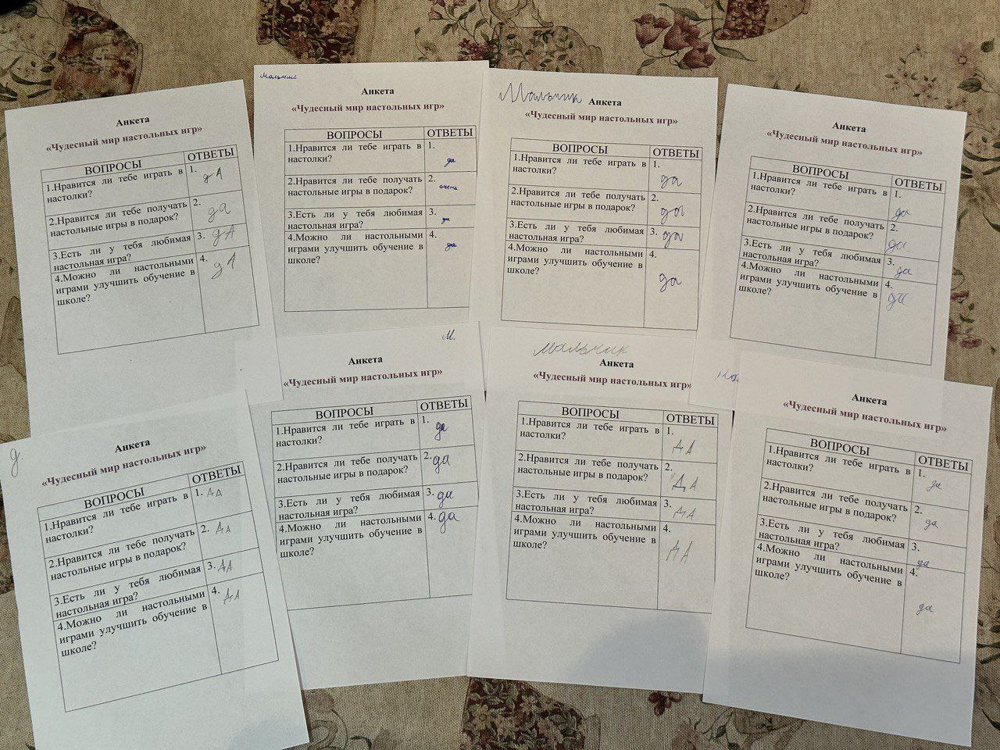 Анкета
«Чудесный мир настольных игр»
ВОПРОСЫ ОТВЕТЫ
1.Нравится ли тебе играть в настолки? 1. дА
2.Нравится ли тебе получать настольные игры в подарок? 2. да
3.Есть ли у тебя любимая настольная игра? 3. дА
4.Можно ли настольными играми улучшить обучение в школе? 4. дА
мальчик
Анкета
«Чудесный мир настольных игр»
ВОПРОСЫ ОТВЕТЫ
1.Нравится ли тебе играть в настолки? 1. да
2.Нравится ли тебе получать настольные игры в подарок? 2. очень
3.Есть ли у тебя любимая настольная игра? 3. да
4.Можно ли настольными играми улучшить обучение в школе? 4. да
Мальчик
Анкета
«Чудесный мир настольных игр»
ВОПРОСЫ ОТВЕТЫ
1.Нравится ли тебе играть в настолки? 1. да
2.Нравится ли тебе получать настольные игры в подарок? 2. да
3.Есть ли у тебя любимая настольная игра? 3. да
4.Можно ли настольными играми улучшить обучение в школе? 4. да
Анкета
«Чудесный мир настольных игр»
ВОПРОСЫ ОТВЕТЫ
1.Нравится ли тебе играть в настолки? 1. да
2.Нравится ли тебе получать настольные игры в подарок? 2. да
3.Есть ли у тебя любимая настольная игра? 3. да
4.Можно ли настольными играми улучшить обучение в школе? 4. да
д.
Анкета
«Чудесный мир настольных игр»
ВОПРОСЫ ОТВЕТЫ
1.Нравится ли тебе играть в настолки? 1. ДА
2.Нравится ли тебе получать настольные игры в подарок? 2. ДА
3.Есть ли у тебя любимая настольная игра? 3. ДА
4.Можно ли настольными играми улучшить обучение в школе? 4. ДА
М.
Анкета
«Чудесный мир настольных игр»
ВОПРОСЫ ОТВЕТЫ
1.Нравится ли тебе играть в настолки? 1. да
2.Нравится ли тебе получать настольные игры в подарок? 2. да
3.Есть ли у тебя любимая настольная игра? 3. да
4.Можно ли настольными играми улучшить обучение в школе? 4. да
мальчик
Анкета
«Чудесный мир настольных игр»
ВОПРОСЫ ОТВЕТЫ
1.Нравится ли тебе играть в настолки? 1. ДА
2.Нравится ли тебе получать настольные игры в подарок? 2. ДА
3.Есть ли у тебя любимая настольная игра? 3. ДА
4.Можно ли настольными играми улучшить обучение в школе? 4. ДА
Анкета
«Чудесный мир настольных игр»
ВОПРОСЫ ОТВЕТЫ
1.Нравится ли тебе играть в настолки? 1. да
2.Нравится ли тебе получать настольные игры в подарок? 2. да
3.Есть ли у тебя любимая настольная игра? 3. да
4.Можно ли настольными играми улучшить обучение в школе? 4. да